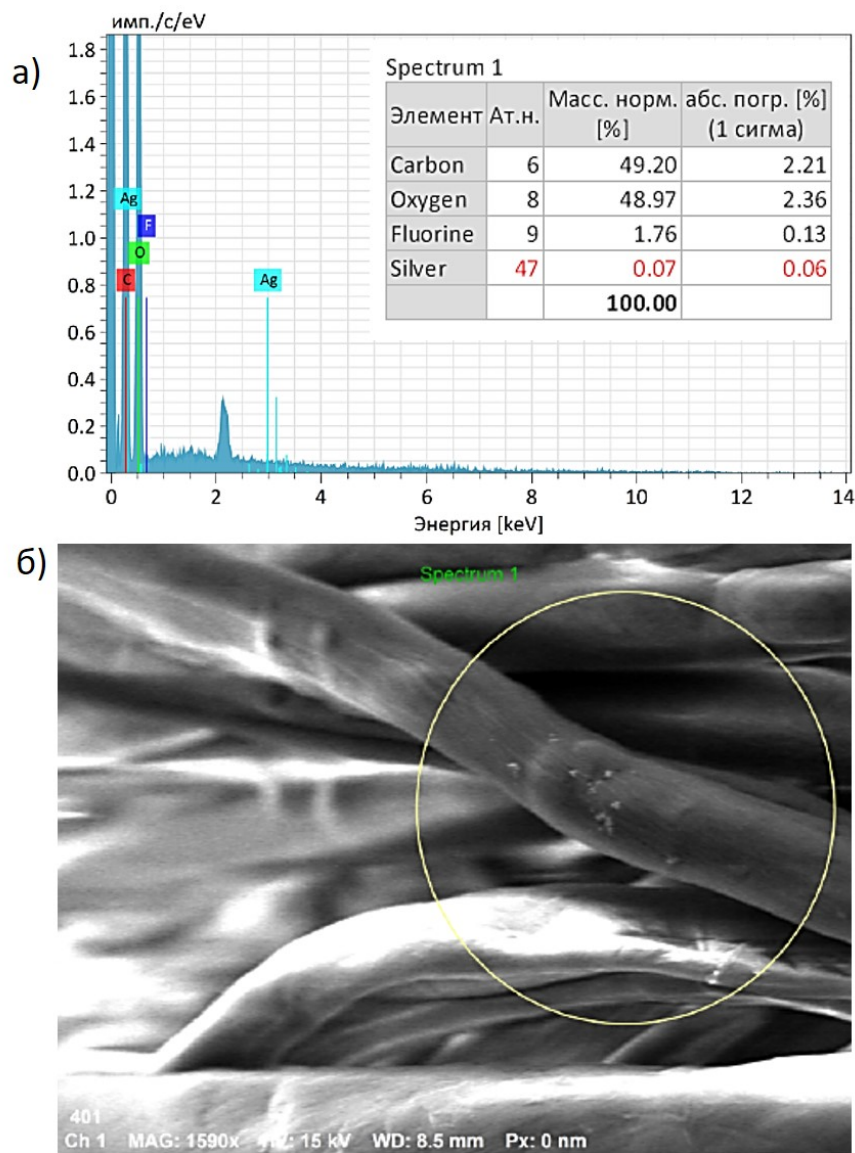 имп./с/eV
а)
1.8
1.6
1.4
1.2
1.0
0.8
0.6
0.4
0.2
0.0
Ag
F
O
C
Ag
0 2 4 6 8 10 12 14
Энергия [keV]
Spectrum 1
Элемент Ат.н. Масс. норм. [%] абс. погр. [%] (1 сигма)
Carbon 6 49.20 2.21
Oxygen 8 48.97 2.36
Fluorine 9 1.76 0.13
Silver 47 0.07 0.06
100.00
б)
Spectrum 1
401
Ch 1 MAG: 1590x 15 kV WD: 8.5 mm Px: 0 nm